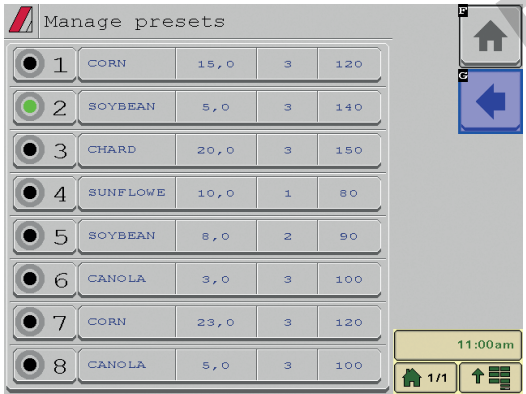 Manage presets
F
1 CORN 15,0 3 120
G
2 SOYBEAN 5,0 3 140
3 CHARD 20,0 3 150
4 SUNFLOWE 10,0 1 80
5 SOYBEAN 8,0 2 90
6 CANOLA 3,0 3 100
7 CORN 23,0 3 120
8 CANOLA 5,0 3 100
11:00am
1/1